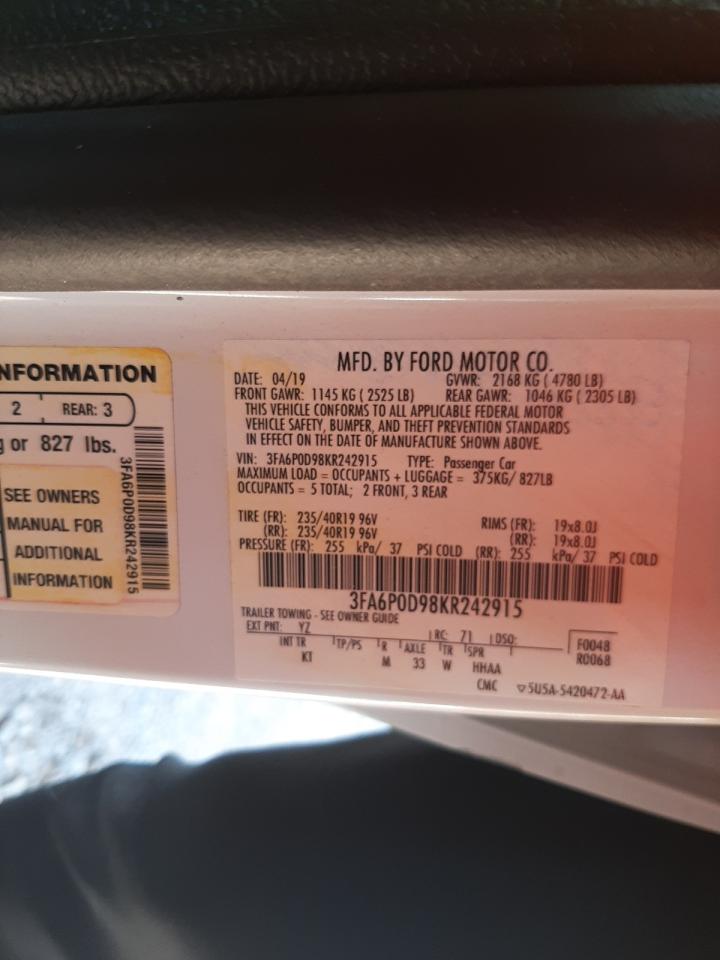 NFORMATION
2 REAR: 3
g or 827 lbs.
SEE OWNERS
MANUAL FOR
ADDITIONAL
INFORMATION
3FA6P0D98KR242915
MFD. BY FORD MOTOR CO.
DATE: 04/19 GVWR: 2168 KG ( 4780 LB)
FRONT GAWR: 1145 KG ( 2525 LB) REAR GAWR: 1046 KG ( 2305 LB)
THIS VEHICLE CONFORMS TO ALL APPLICABLE FEDERAL MOTOR
VEHICLE SAFETY, BUMPER, AND THEFT PREVENTION STANDARDS
IN EFFECT ON THE DATE OF MANUFACTURE SHOWN ABOVE.
VIN: 3FA6P0D98KR242915 TYPE: Passenger Car
MAXIMUM LOAD = OCCUPANTS + LUGGAGE = 375KG/ 827LB
OCCUPANTS = 5 TOTAL; 2 FRONT, 3 REAR
TIRE (FR): 235/40R19 96V RIMS (FR): 19x8.0J
(RR): 235/40R19 96V (RR): 19x8.0J
PRESSURE (FR): 255 kPa/ 37 PSI COLD (RR): 255 kPa/ 37 PSI COLD
3FA6P0D98KR242915
TRAILER TOWING - SEE OWNER GUIDE
EXT PNT: YZ RC: 71 DSO: F0048
INT TR TP/PS R AXLE TR SPR R0068
KT M 33 W HHAA
CMC ▽5U5A-5420472-AA